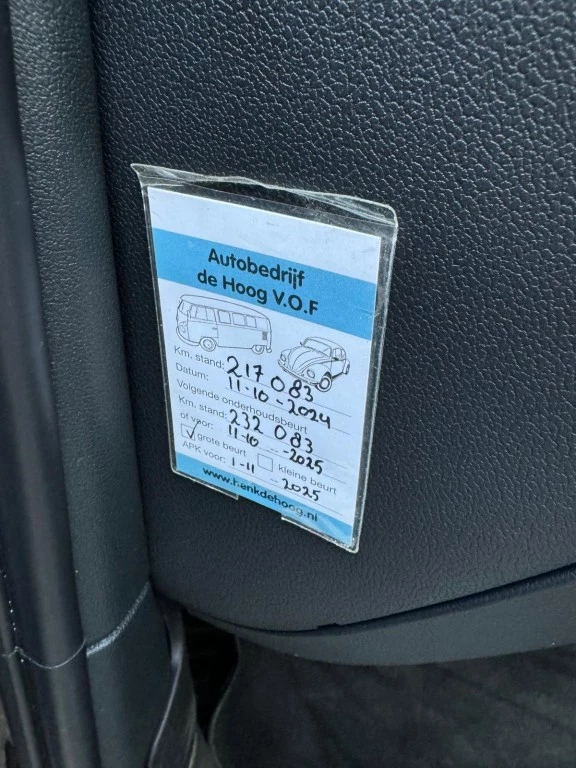 Autobedrijf
de Hoog V.O.F
Km. stand: 217 083
Datum: 11-10-2024
Volgende onderhoudsbeurt
Km. stand: 232 083
of voor: 11-10-2025
grote beurt kleine beurt
APK voor: 1-11-2025
www.henkdehoog.nl